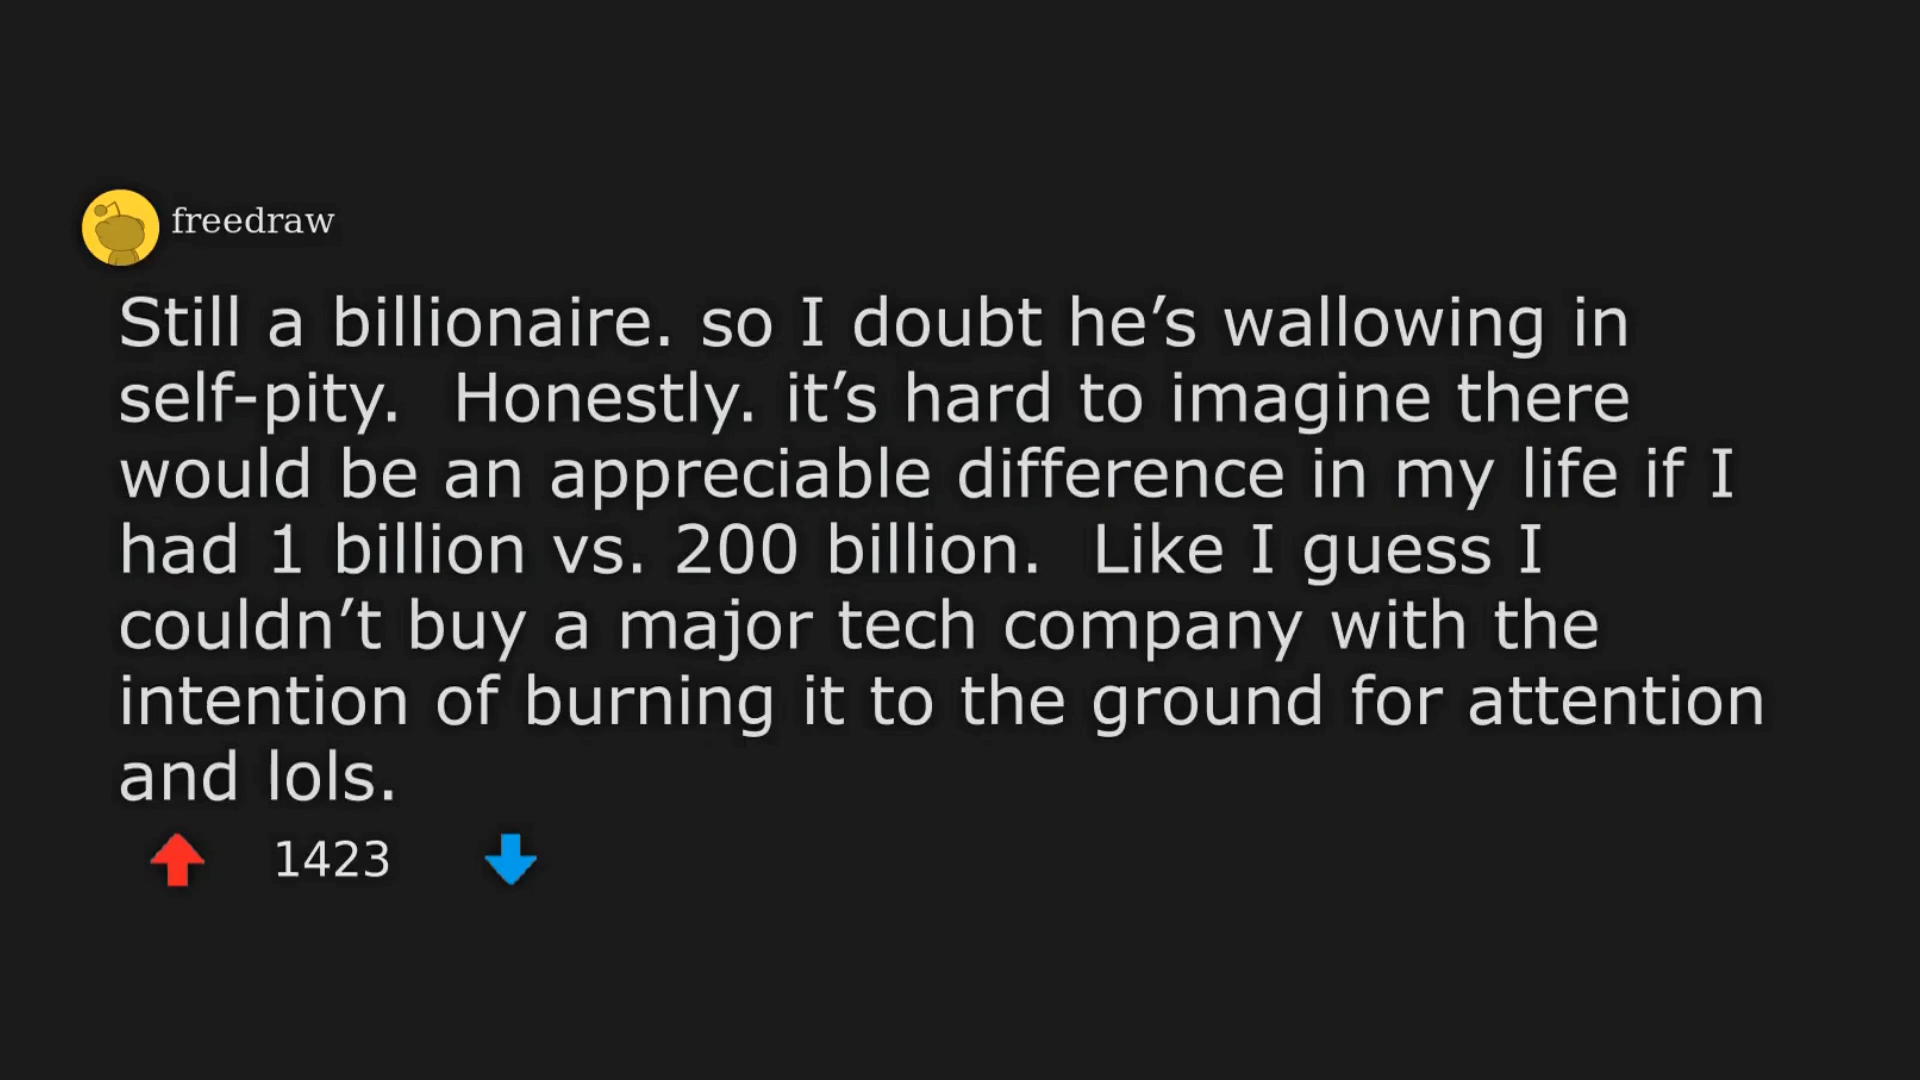 freedraw
Still a billionaire. so I doubt he’s wallowing in
self-pity.  Honestly. it’s hard to imagine there
would be an appreciable difference in my life if I
had 1 billion vs. 200 billion.  Like I guess I
couldn’t buy a major tech company with the
intention of burning it to the ground for attention
and lols.
1423